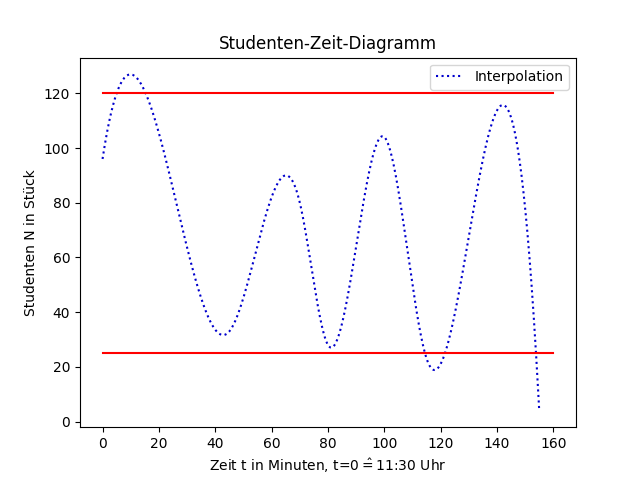 Studenten-Zeit-Diagramm
Interpolation
120
100
80
60
40
20
0
Studenten N in Stück
0 20 40 60 80 100 120 140 160
Zeit t in Minuten, t=0 ≙ 11:30 Uhr